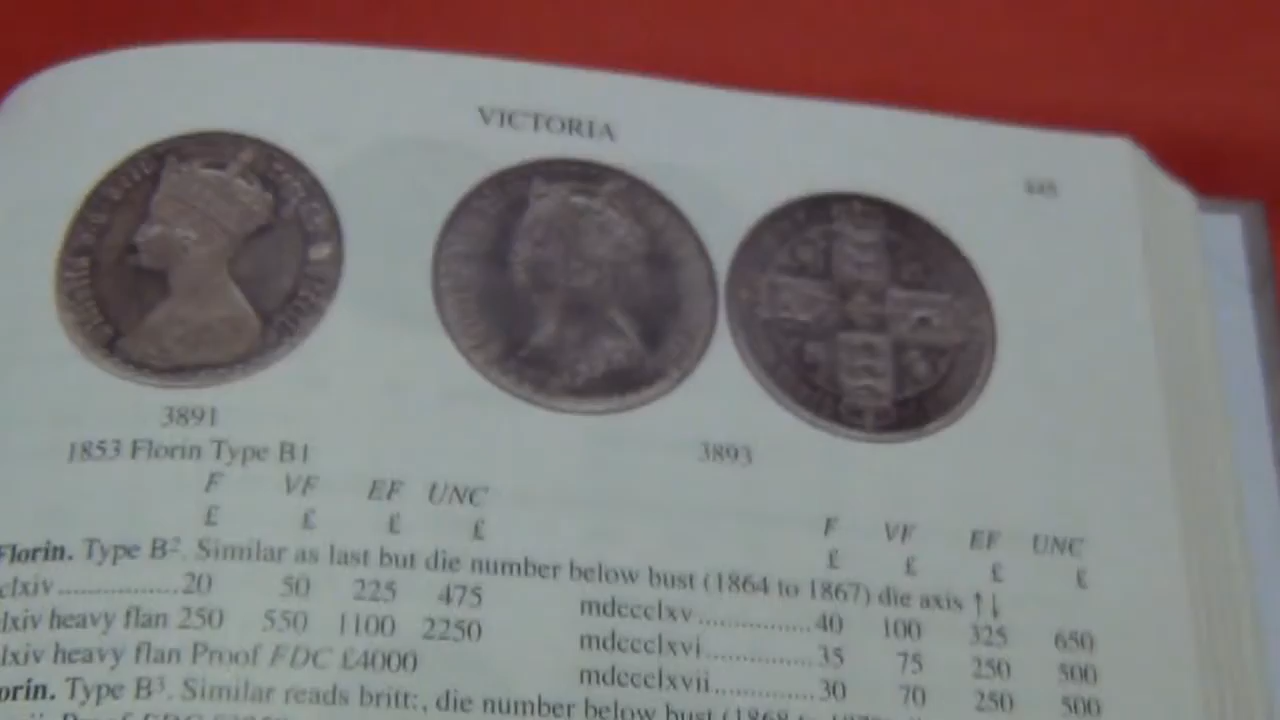 VICTORIA
3891
1853 Florin Type B1
3893
F VF EF UNC
£ £ £ £
F VF EF UNC
£ £ £ £
Florin. Type B². Similar as last but die number below bust (1864 to 1867) die axis ↑↓
clxiv................20 50 225 475
lxiv heavy flan 250 550 1100 2250
lxiv heavy flan Proof FDC £4000
mdccclxv...............40 100 325 650
mdccclxvi..............35 75 250 500
mdccclxvii.............30 70 250 500
orin. Type B³. Similar reads britt:, die number below bust (1868 to